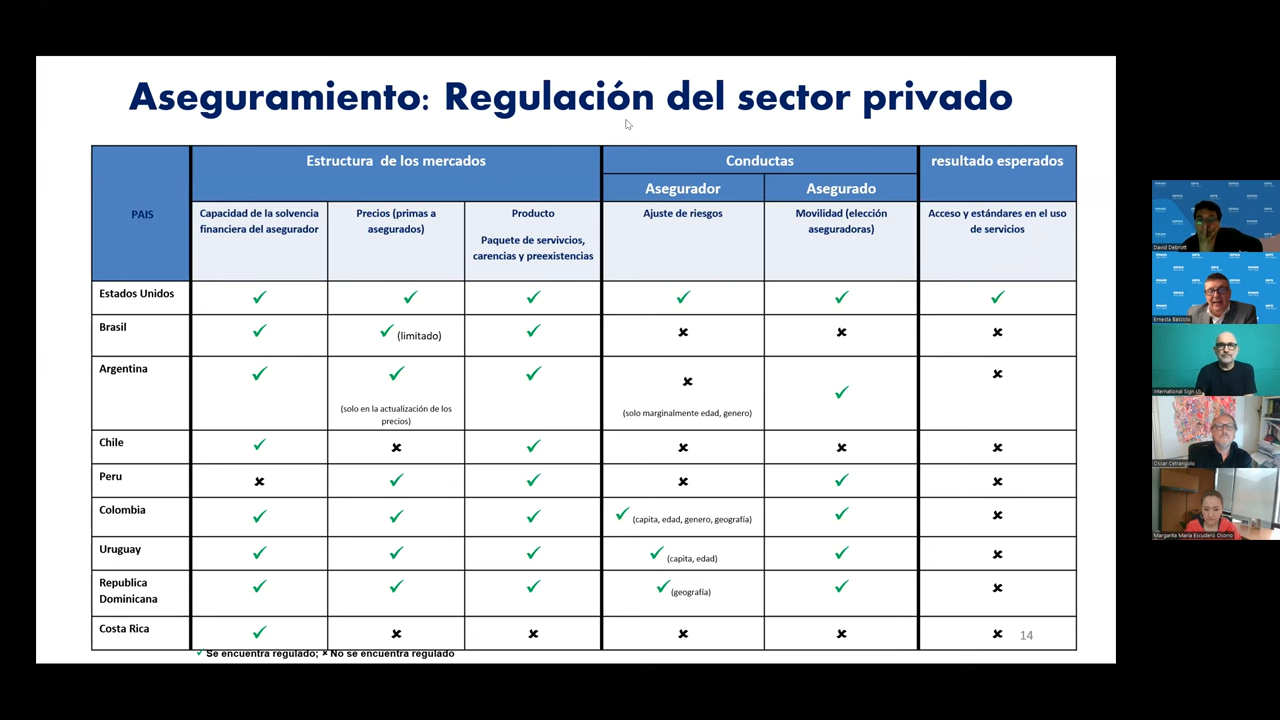 Aseguramiento: Regulación del sector privado
PAIS
Estructura de los mercados
Conductas
resultado esperados
Asegurador
Asegurado
Capacidad de la solvencia
financiera del asegurador
Precios (primas a
asegurados)
Producto
Paquete de servivcios,
carencias y preexistencias
Ajuste de riesgos
Movilidad (elección
aseguradoras)
Acceso y estándares en el uso
de servicios
Estados Unidos
✓ ✓ ✓ ✓ ✓ ✓
Brasil
✓ ✓ (limitado) ✓ × × ×
Argentina
✓ ✓ ✓ × ✓ ×
(solo en la actualización de los
precios)
(solo marginalmente edad, genero)
Chile
✓ × ✓ × × ×
Peru
× ✓ ✓ × ✓ ×
Colombia
✓ ✓ ✓ ✓ (capita, edad, genero, geografía) ✓ ×
Uruguay
✓ ✓ ✓ ✓ (capita, edad) ✓ ×
Republica
Dominicana
✓ ✓ ✓ ✓ (geografía) ✓ ×
Costa Rica
✓ × × × × ×
14
✓ Se encuentra regulado; × No se encuentra regulado
David Debrott
Ernesto Báscolo
International Sign (I)
Oscar Cetrangolo
Margarita María Escudero Osorio